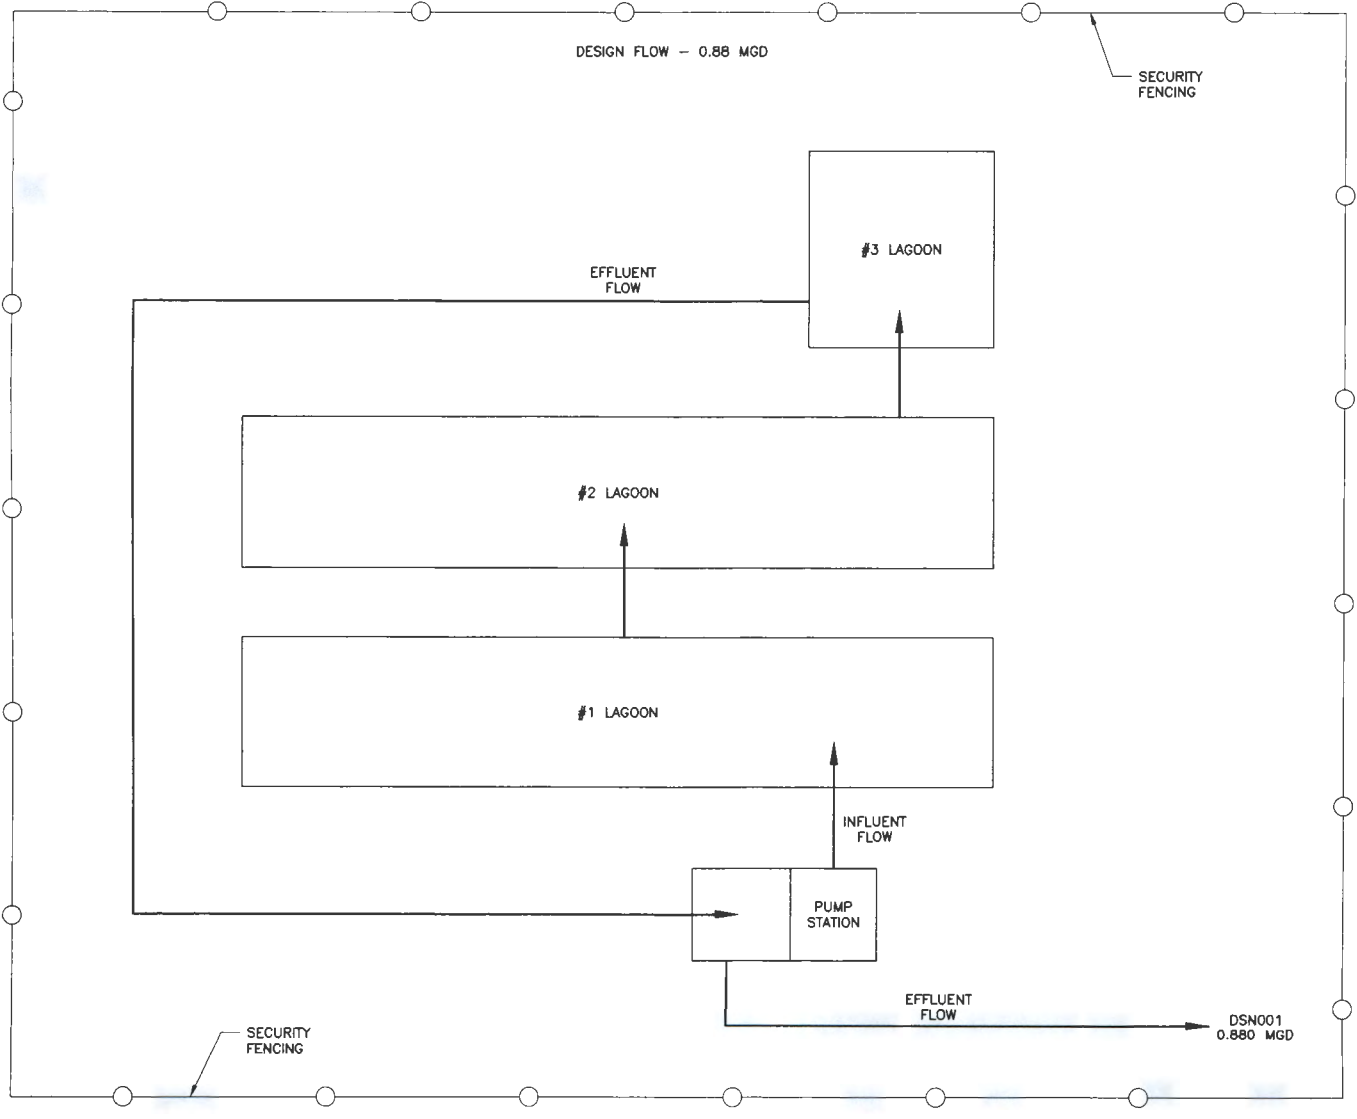 DESIGN FLOW - 0.88 MGD
SECURITY
FENCING
#3 LAGOON
EFFLUENT
FLOW
#2 LAGOON
#1 LAGOON
INFLUENT
FLOW
PUMP
STATION
EFFLUENT
FLOW
DSN001
0.880 MGD
SECURITY
FENCING